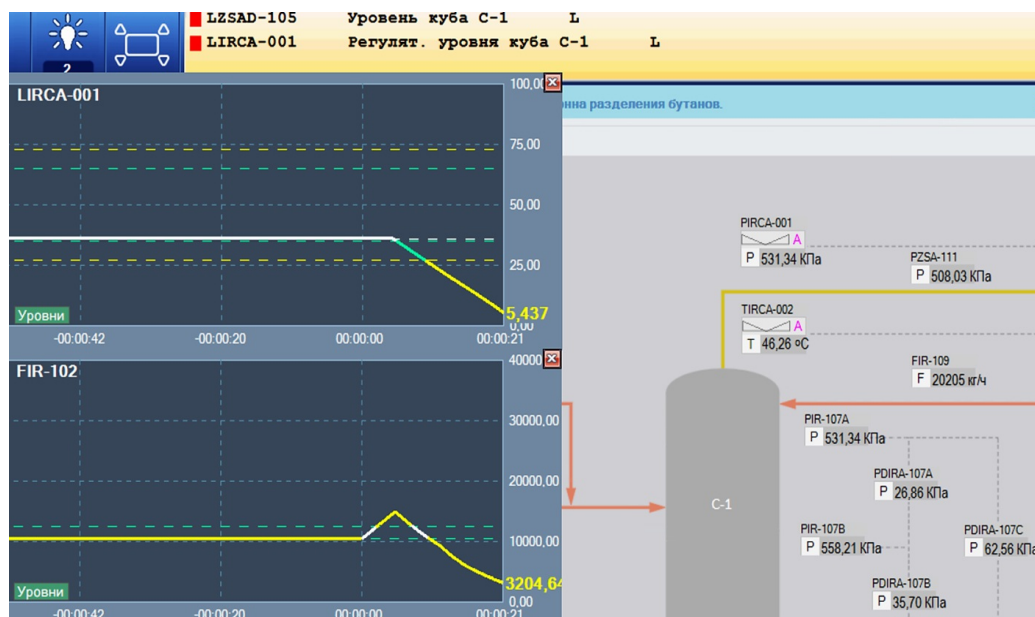 LZSAD-105 Уровень куба C-1 L
LIRCA-001 Регулят. уровня куба C-1 L
2
LIRCA-001
100,00
75,00
50,00
25,00
5,437
0,00
Уровни
-00:00:42 -00:00:20 00:00:00 00:00:21
FIR-102
40000
30000,00
20000,00
10000,00
3204,64
0,00
Уровни
-00:00:42 -00:00:20 00:00:00 00:00:21
разделения бутанов.
PIRCA-001
A
P 531,34 КПа
PZSA-111
P 508,03 КПа
TIRCA-002
A
T 46,26 ºC
FIR-109
F 20205 кг/ч
PIR-107A
P 531,34 КПа
PDIRA-107A
P 26,86 КПа
C-1
PIR-107B
P 558,21 КПа
PDIRA-107C
P 62,56 КПа
PDIRA-107B
P 35,70 КПа